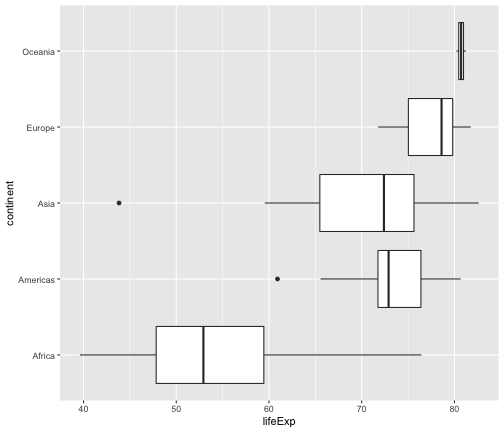 Oceania
Europe
Asia
Americas
Africa
continent
40 50 60 70 80
lifeExp